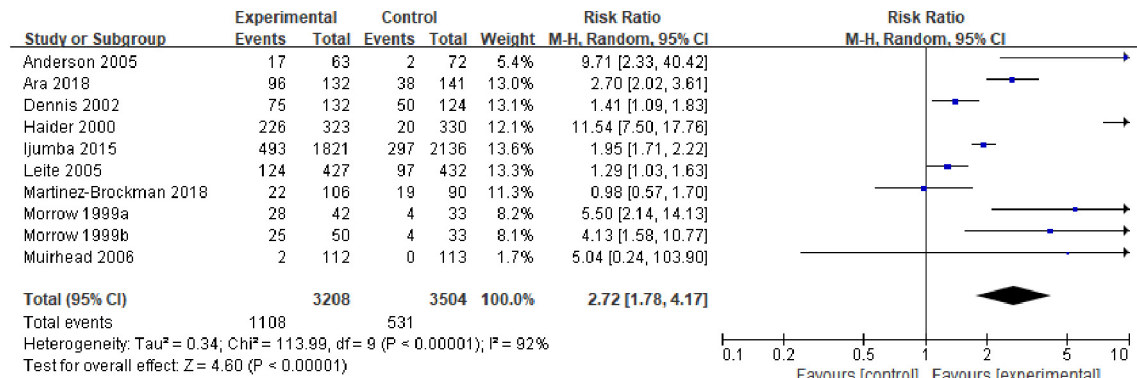 Experimental Control Risk Ratio Risk Ratio
Study or Subgroup Events Total Events Total Weight M-H, Random, 95% CI M-H, Random, 95% CI
Anderson 2005 17 63 2 72 5.4% 9.71 [2.33, 40.42]
Ara 2018 96 132 38 141 13.0% 2.70 [2.02, 3.61]
Dennis 2002 75 132 50 124 13.1% 1.41 [1.09, 1.83]
Haider 2000 226 323 20 330 12.1% 11.54 [7.50, 17.76]
Ijumba 2015 493 1821 297 2136 13.6% 1.95 [1.71, 2.22]
Leite 2005 124 427 97 432 13.3% 1.29 [1.03, 1.63]
Martinez-Brockman 2018 22 106 19 90 11.3% 0.98 [0.57, 1.70]
Morrow 1999a 28 42 4 33 8.2% 5.50 [2.14, 14.13]
Morrow 1999b 25 50 4 33 8.1% 4.13 [1.58, 10.77]
Muirhead 2006 2 112 0 113 1.7% 5.04 [0.24, 103.90]
Total (95% CI) 3208 3504 100.0% 2.72 [1.78, 4.17]
Total events 1108 531
Heterogeneity: Tau² = 0.34; Chi² = 113.99, df = 9 (P < 0.00001); I² = 92%
Test for overall effect: Z = 4.60 (P < 0.00001)
0.1 0.2 0.5 1 2 5 10
Favours [control] Favours [experimental]